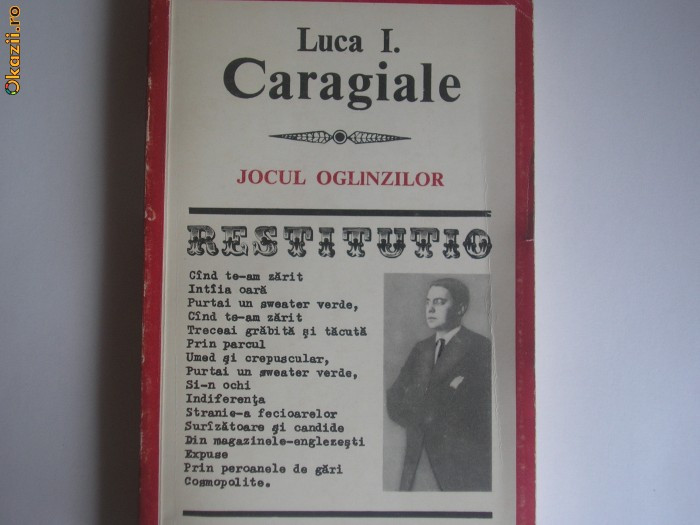 Okazii.ro
Luca I.
Caragiale
JOCUL OGLINZILOR
RESTITUTIO
Cînd te-am zărit
Intîia oară
Purtai un sweater verde,
Cînd te-am zărit
Treceai grăbită şi tăcută
Prin parcul
Umed şi crepuscular,
Purtai un sweater verde,
Si-n ochi
Indiferenţa
Stranie-a fecioarelor
Surîzătoare şi candide
Din magazinele-englezeşti
Expuse
Prin peroanele de gări
Cosmopolite.